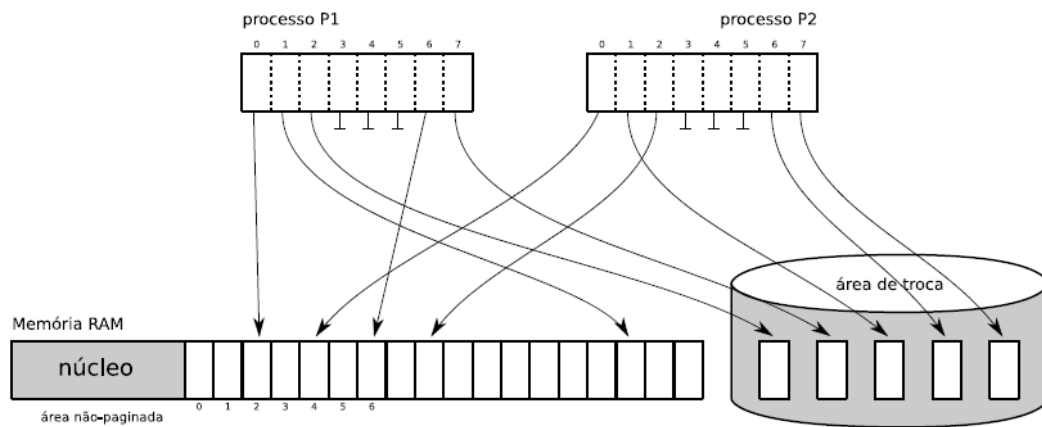 processo P1
processo P2
0 1 2 3 4 5 6 7
0 1 2 3 4 5 6 7
área de troca
Memória RAM
núcleo
área não-paginada
0 1 2 3 4 5 6